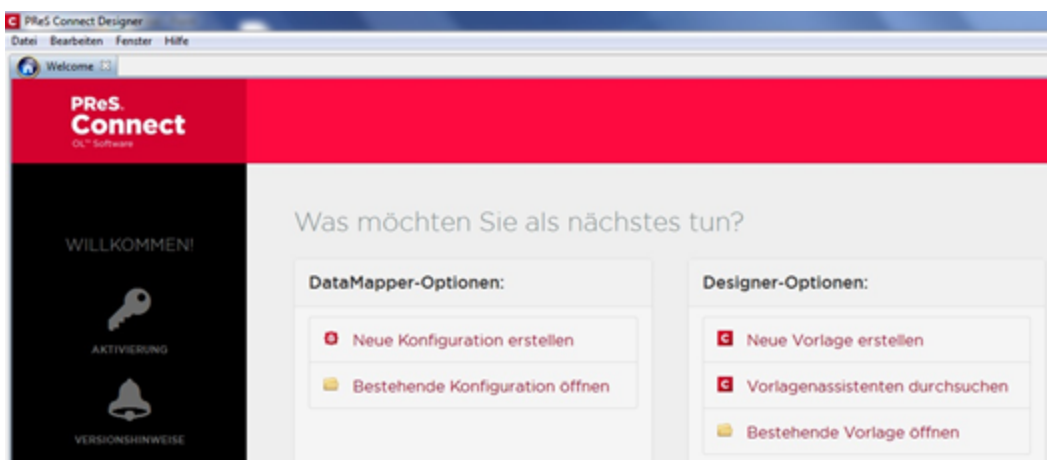 PReS Connect Designer
Datei Bearbeiten Fenster Hilfe
Welcome
PReS.
Connect
OL™ Software
WILLKOMMEN!
AKTIVIERUNG
VERSIONSHINWEISE
Was möchten Sie als nächstes tun?
DataMapper-Optionen:
Neue Konfiguration erstellen
Bestehende Konfiguration öffnen
Designer-Optionen:
Neue Vorlage erstellen
Vorlagenassistenten durchsuchen
Bestehende Vorlage öffnen